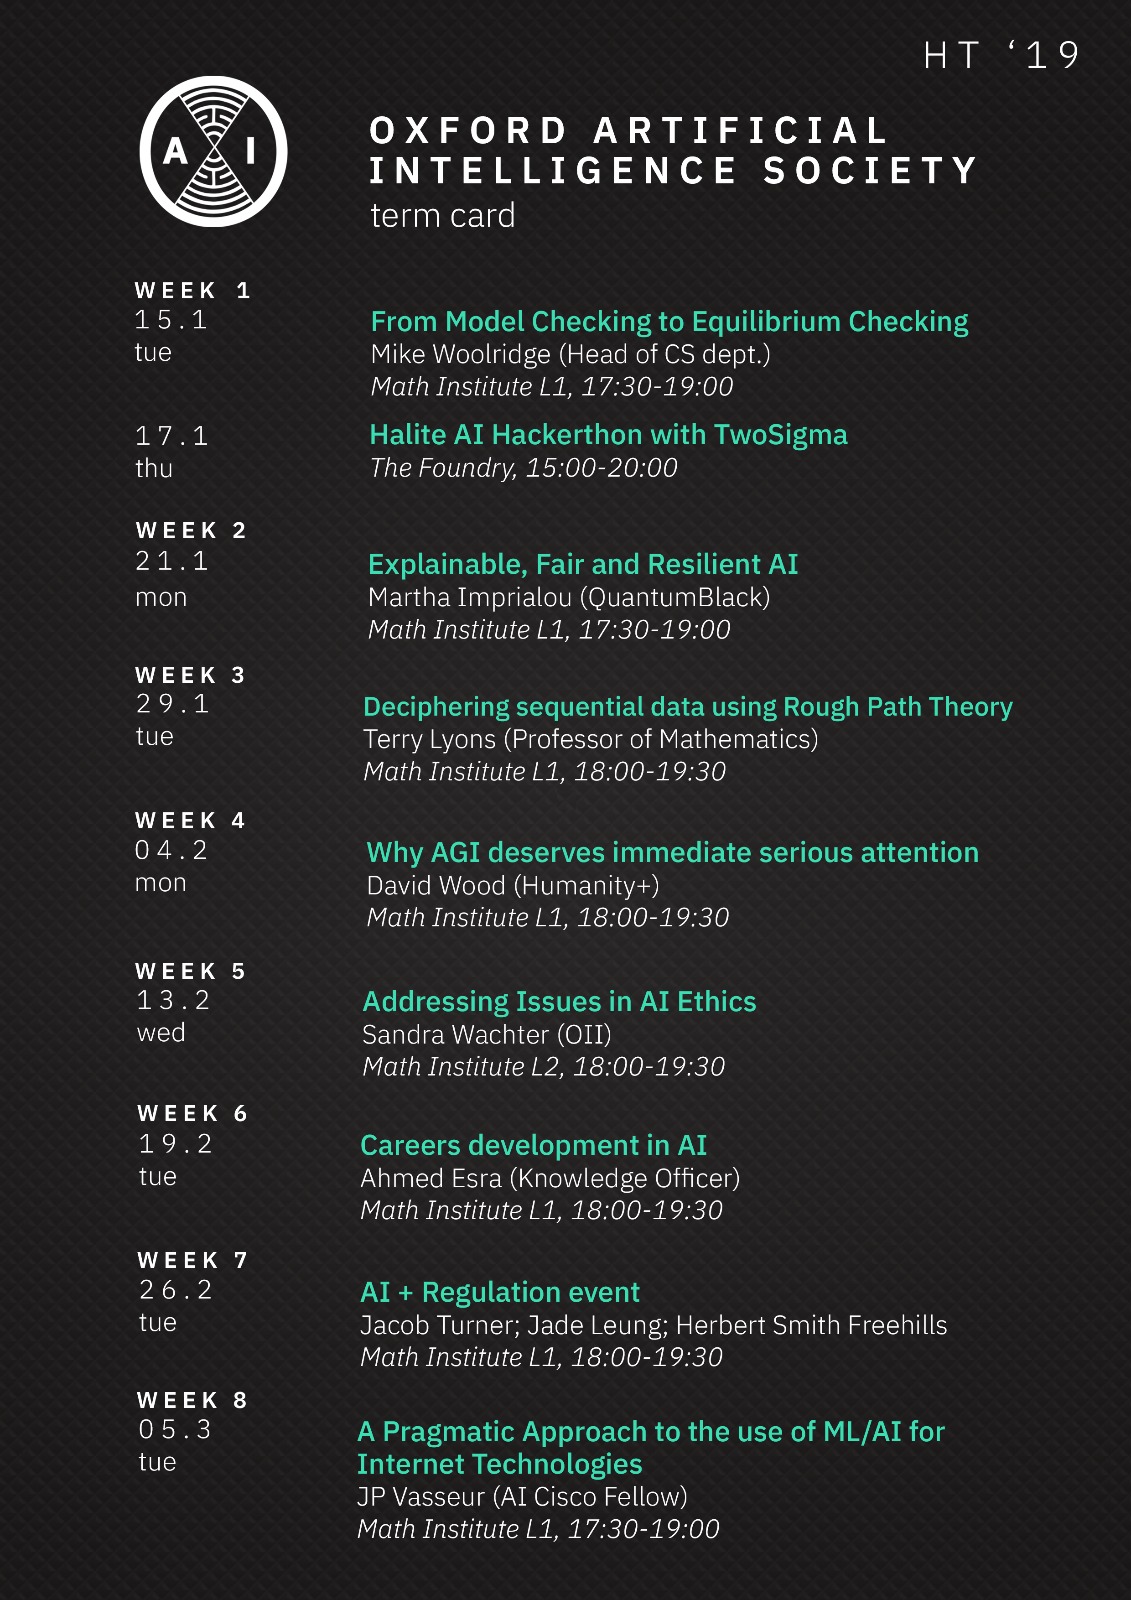 HT ‘19
A I
OXFORD ARTIFICIAL
INTELLIGENCE SOCIETY
term card
WEEK 1
15.1
tue
From Model Checking to Equilibrium Checking
Mike Woolridge (Head of CS dept.)
Math Institute L1, 17:30-19:00
17.1
thu
Halite AI Hackerthon with TwoSigma
The Foundry, 15:00-20:00
WEEK 2
21.1
mon
Explainable, Fair and Resilient AI
Martha Imprialou (QuantumBlack)
Math Institute L1, 17:30-19:00
WEEK 3
29.1
tue
Deciphering sequential data using Rough Path Theory
Terry Lyons (Professor of Mathematics)
Math Institute L1, 18:00-19:30
WEEK 4
04.2
mon
Why AGI deserves immediate serious attention
David Wood (Humanity+)
Math Institute L1, 18:00-19:30
WEEK 5
13.2
wed
Addressing Issues in AI Ethics
Sandra Wachter (OII)
Math Institute L2, 18:00-19:30
WEEK 6
19.2
tue
Careers development in AI
Ahmed Esra (Knowledge Officer)
Math Institute L1, 18:00-19:30
WEEK 7
26.2
tue
AI + Regulation event
Jacob Turner; Jade Leung; Herbert Smith Freehills
Math Institute L1, 18:00-19:30
WEEK 8
05.3
tue
A Pragmatic Approach to the use of ML/AI for
Internet Technologies
JP Vasseur (AI Cisco Fellow)
Math Institute L1, 17:30-19:00